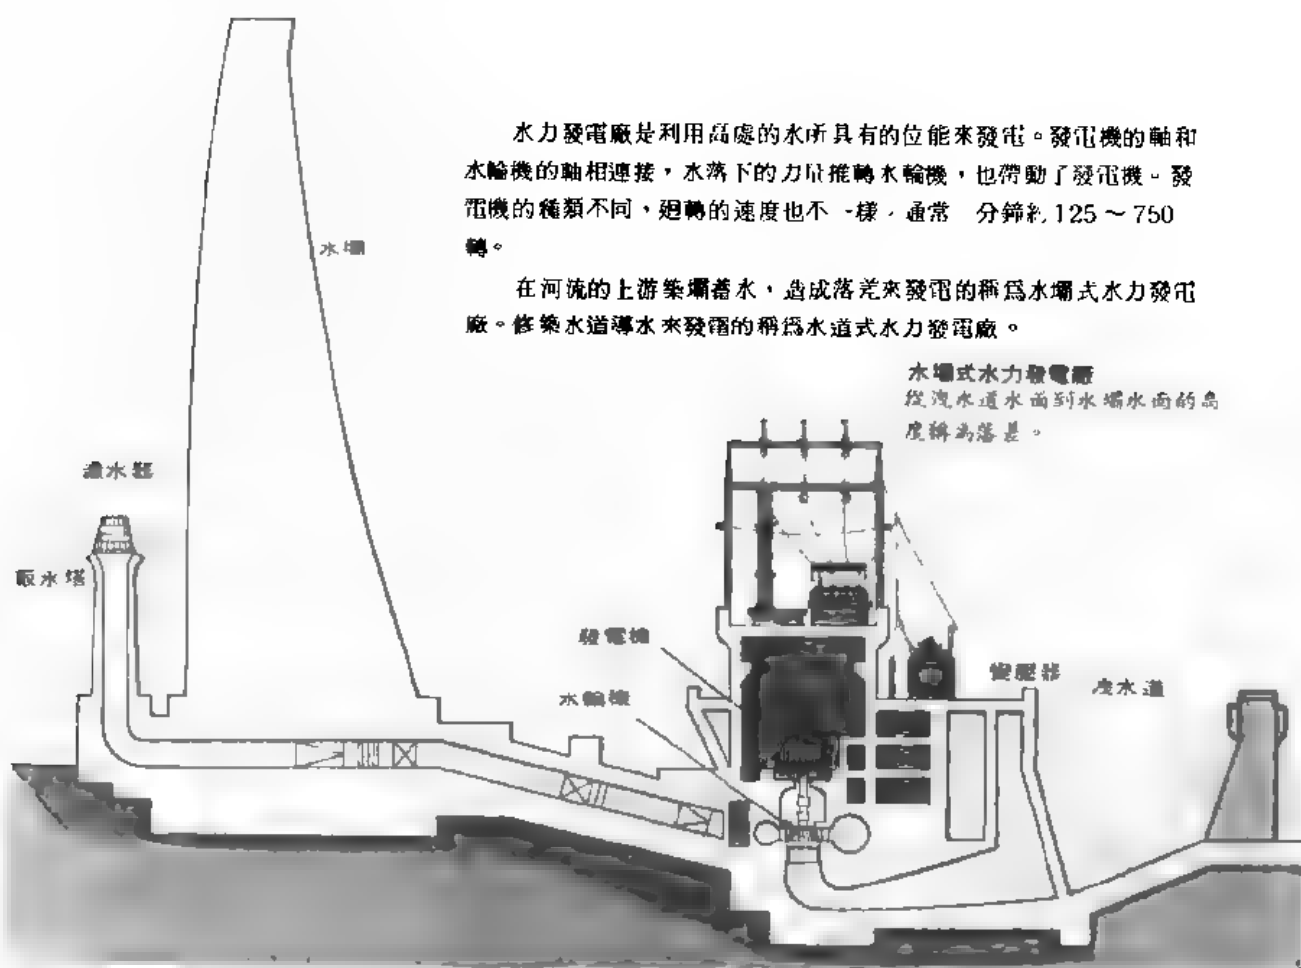 水力發電廠是利用高處的水所具有的位能來發電。發電機的軸和
水輪機的軸相連接，水落下的力量推轉水輪機，也帶動了發電機。發
電機的種類不同，廻轉的速度也不一樣，通常一分鐘約125～750
轉。
在河流的上游築壩蓄水，造成落差來發電的稱爲水壩式水力發電
廠。修築水道導水來發電的稱爲水道式水力發電廠。
水壩
水壩式水力發電廠
從洩水道水面到水壩水面的高
度稱為落差。
濾水器
取水塔
發電機
水輪機
變壓器
洩水道